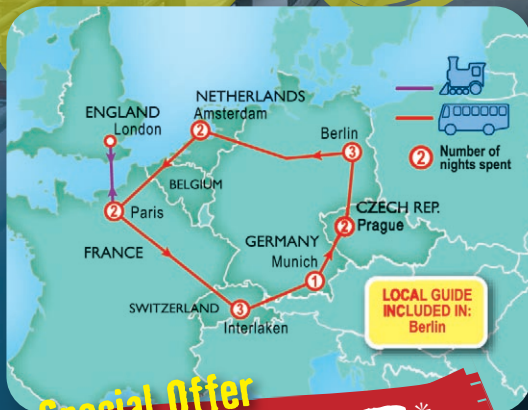 ENGLAND
London
NETHERLANDS
Amsterdam
2
Berlin
3
2
Number of
nights spent
BELGIUM
2
Paris
CZECH REP.
2
Prague
FRANCE
GERMANY
Munich
1
SWITZERLAND
3
Interlaken
LOCAL GUIDE
INCLUDED IN:
Berlin
Special Offer
*